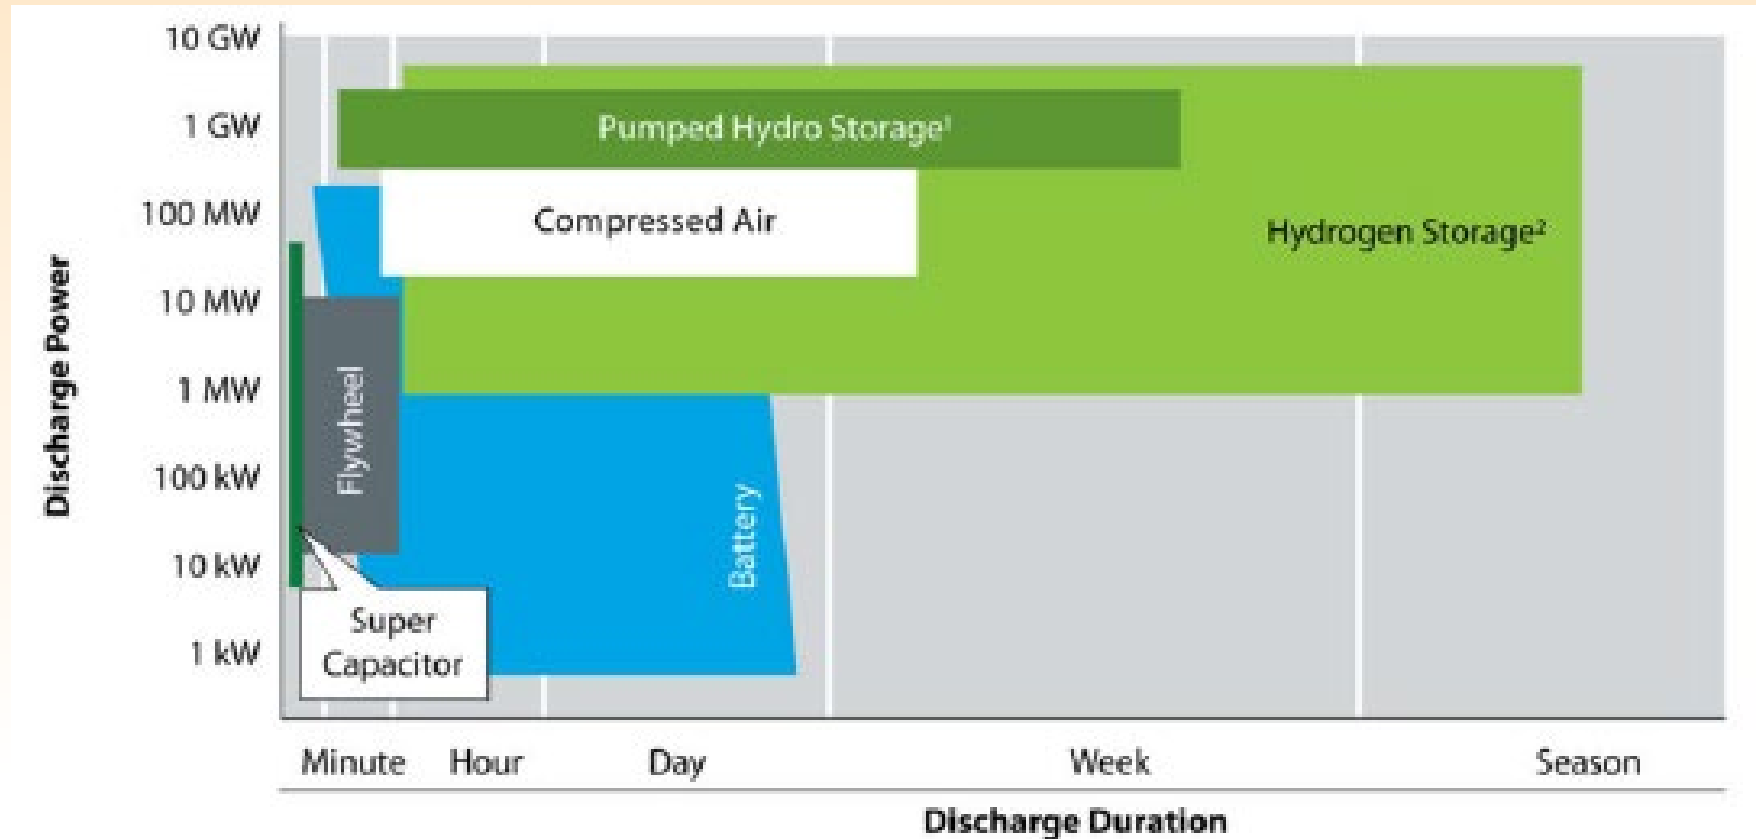 10 GW
1 GW
100 MW
10 MW
1 MW
100 kW
10 kW
1 kW
Discharge Power
Pumped Hydro Storage¹
Compressed Air
Hydrogen Storage²
Flywheel
Battery
Super
Capacitor
Minute Hour Day Week Season
Discharge Duration